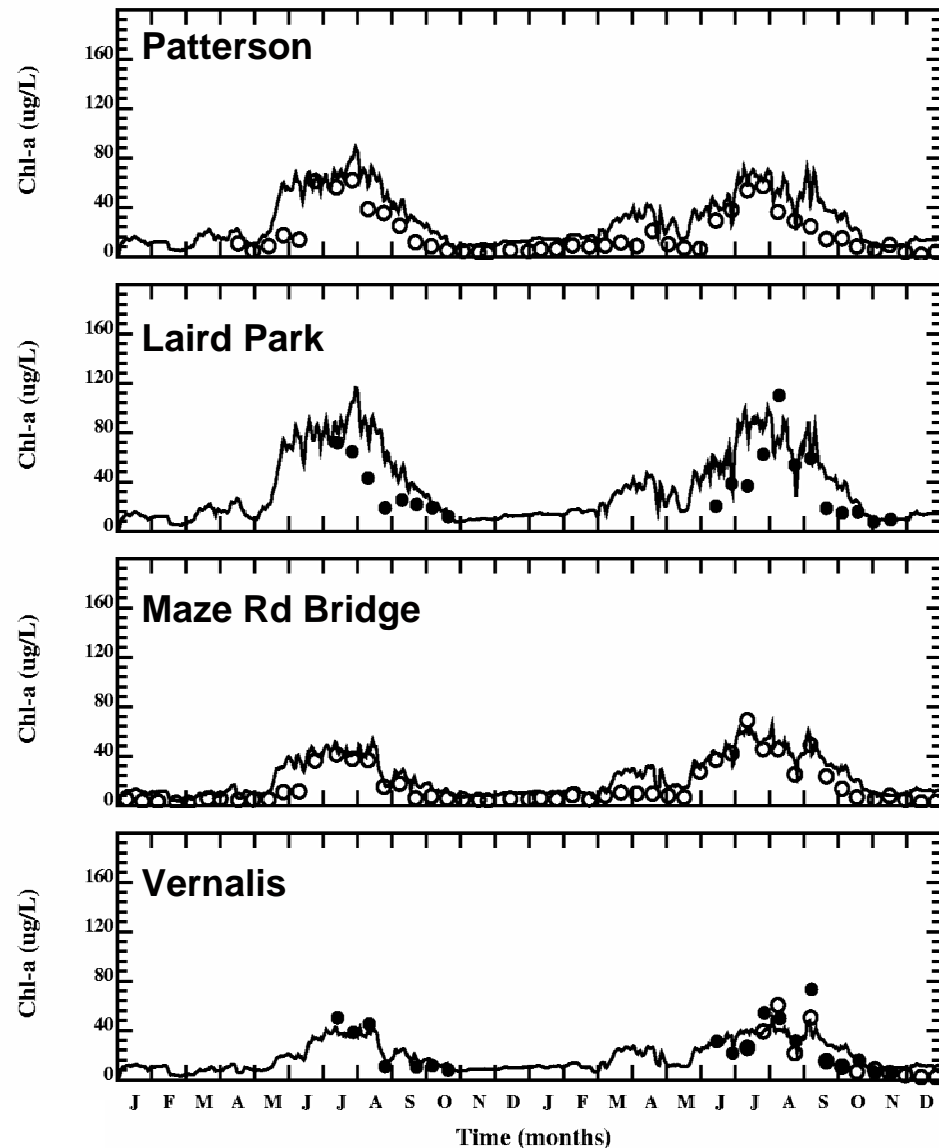 Patterson
Chl-a (ug/L)
160
120
80
40
0
Laird Park
Chl-a (ug/L)
160
120
80
40
0
Maze Rd Bridge
Chl-a (ug/L)
160
120
80
40
0
Vernalis
Chl-a (ug/L)
160
120
80
40
0
J F M A M J J A S O N D J F M A M J J A S O N D
Time (months)